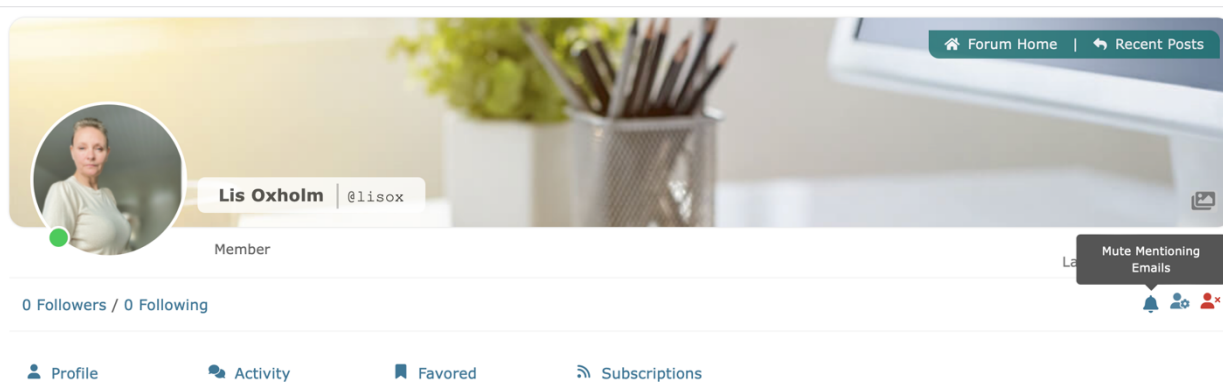 Forum Home | Recent Posts
Lis Oxholm | @lisox
Member
La
Mute Mentioning
Emails
0 Followers / 0 Following
Profile
Activity
Favored
Subscriptions